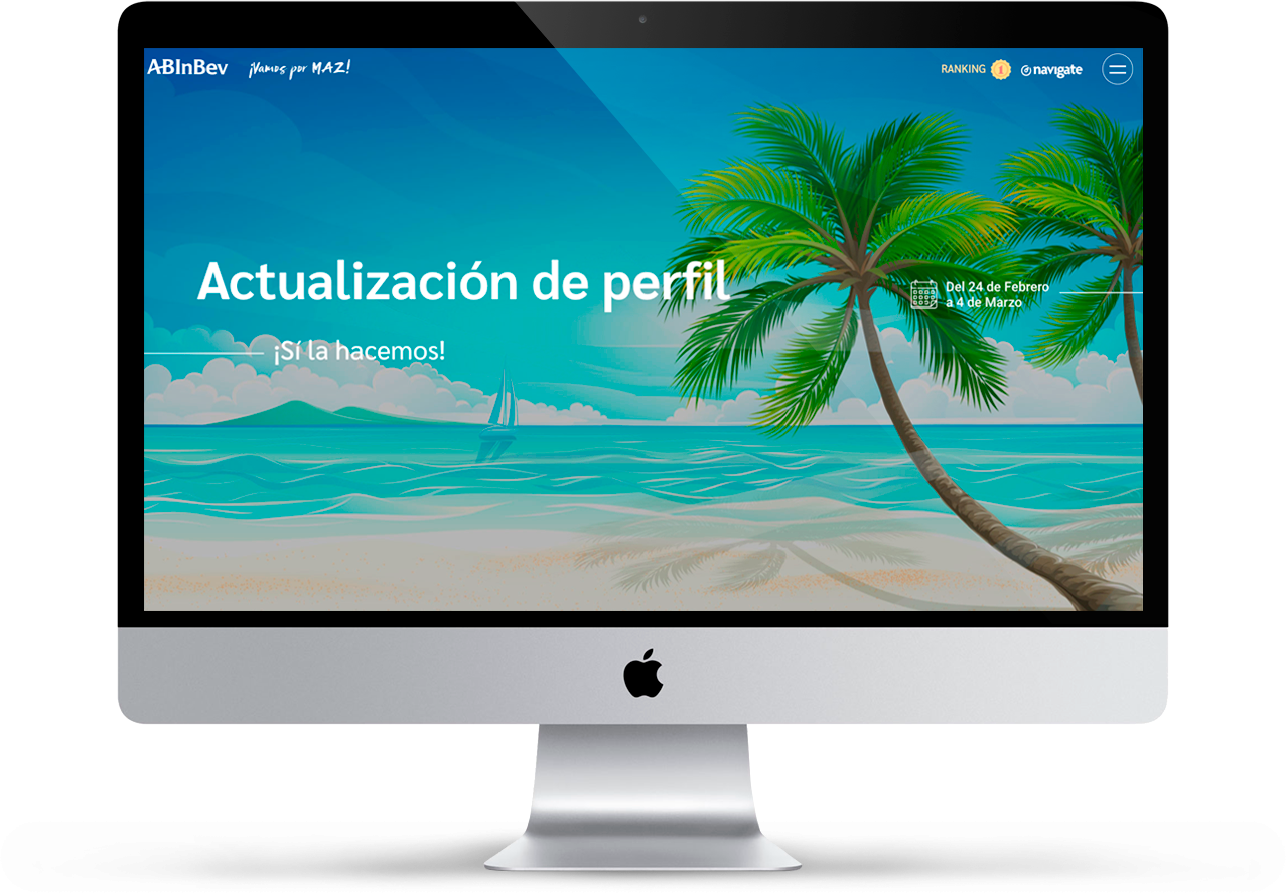 ABInBev
¡Vamos por MAZ!
RANKING 1
navigate
Actualización de perfil
Del 24 de Febrero
a 4 de Marzo
¡Sí la hacemos!